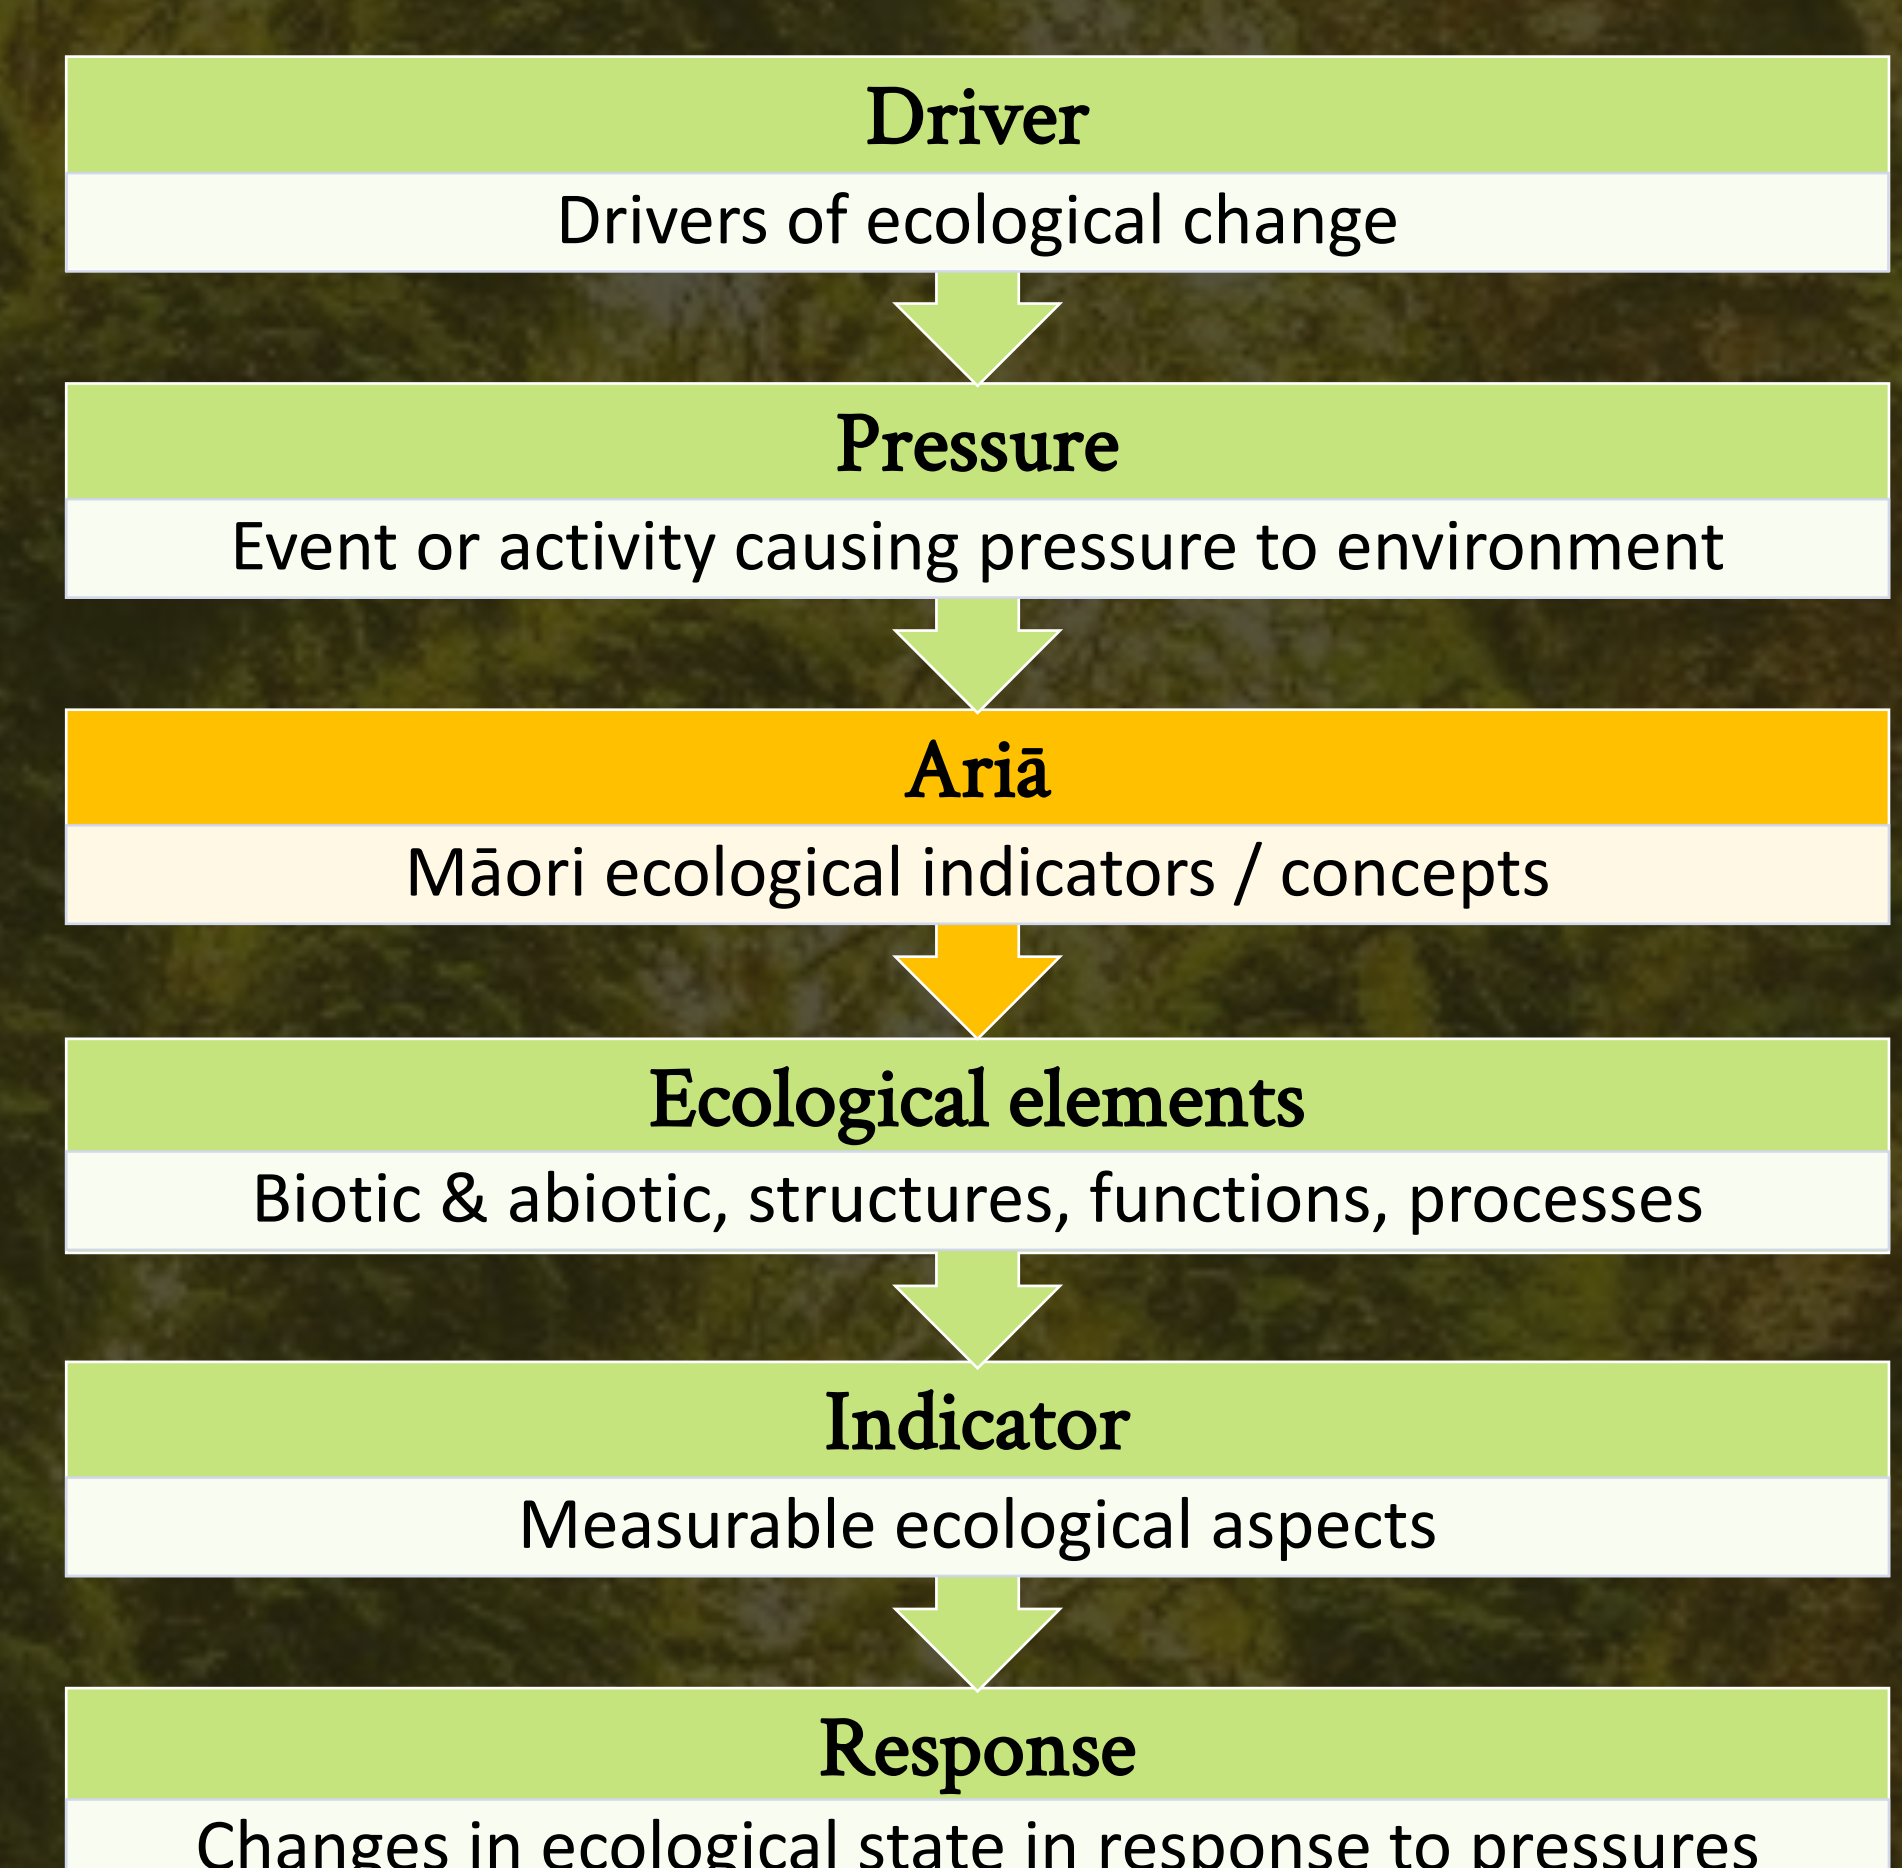 Driver
Drivers of ecological change
Pressure
Event or activity causing pressure to environment
Ariā
Māori ecological indicators / concepts
Ecological elements
Biotic & abiotic, structures, functions, processes
Indicator
Measurable ecological aspects
Response
Changes in ecological state in response to pressures